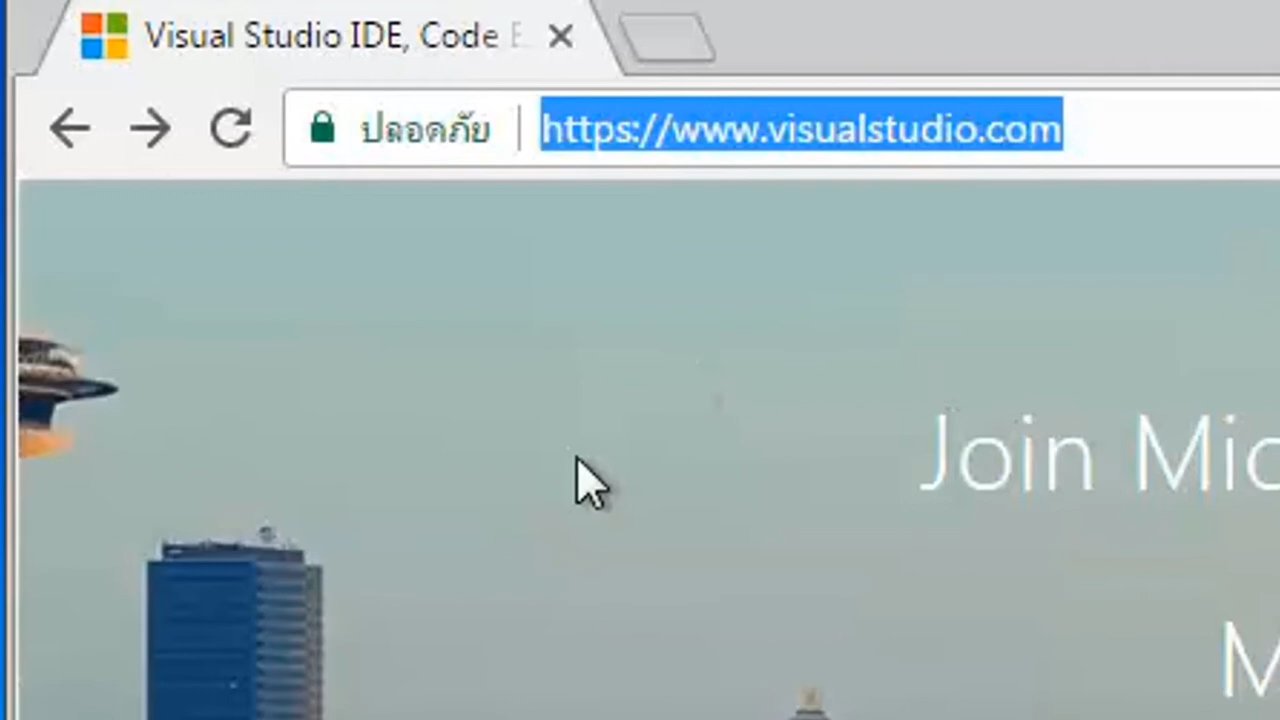 Visual Studio IDE, Code E
ปลอดภัย
https://www.visualstudio.com
Join Mic
M